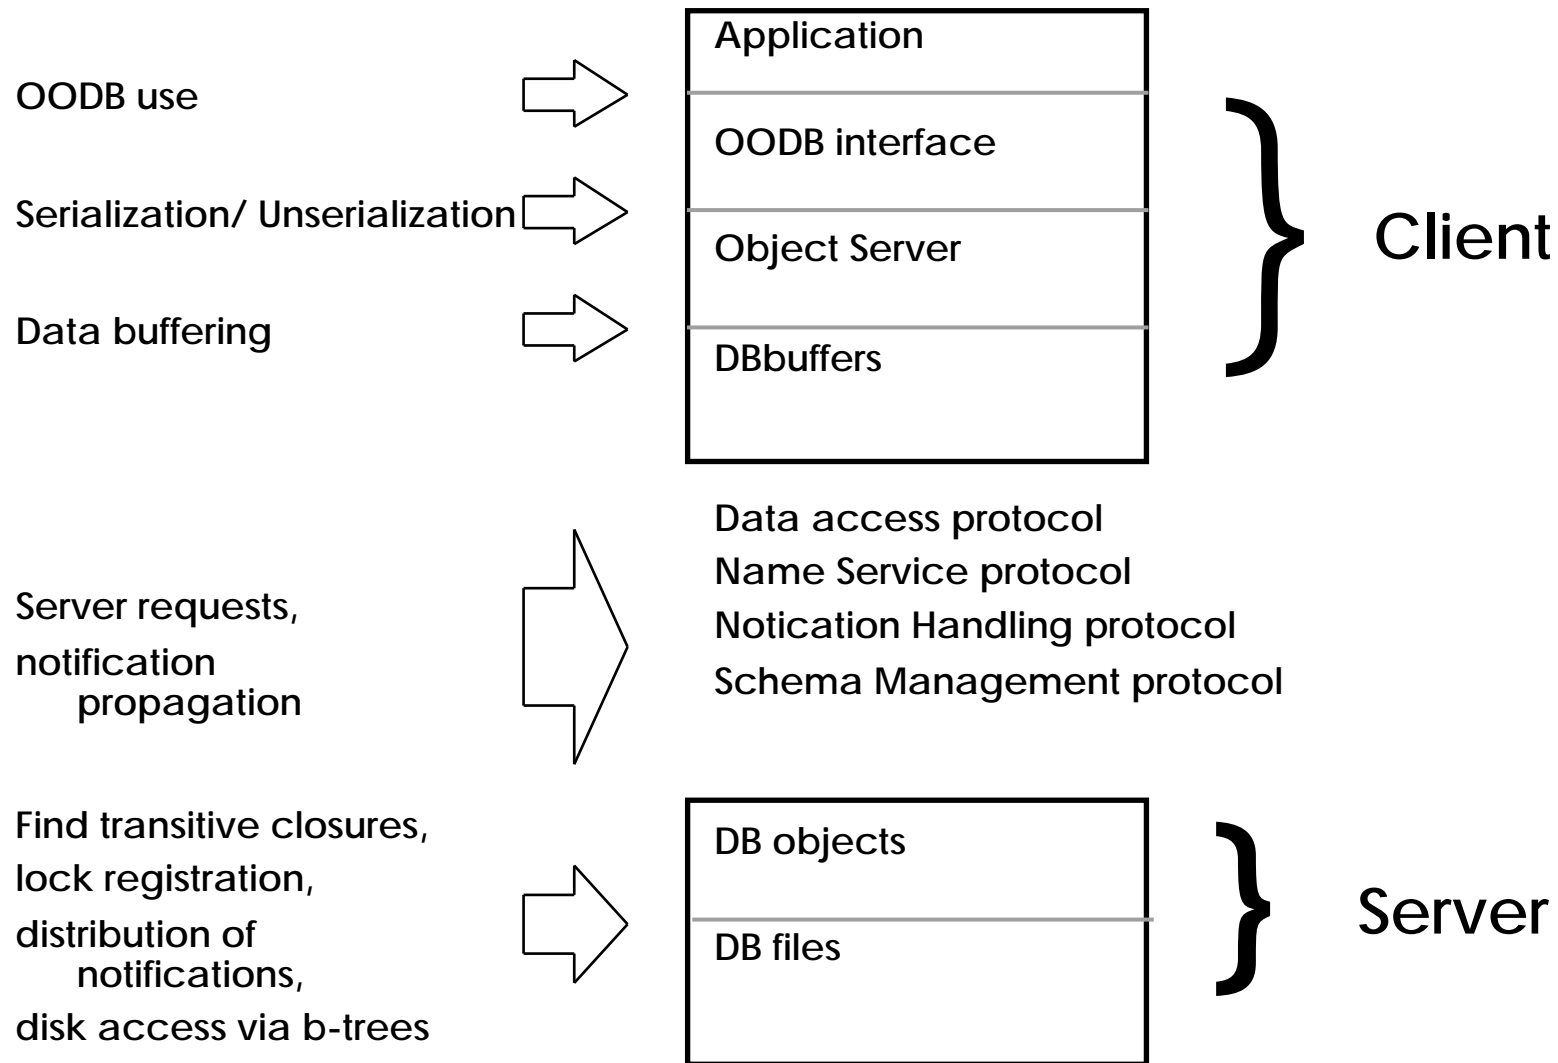 Application
OODB use
OODB interface
Serialization/ Unserialization
Object Server
Client
Data buffering
DBbuffers
Data access protocol
Name Service protocol
Server requests,
Notication Handling protocol
notification
propagation
Schema Management protocol
Find transitive closures,
DB objects
lock registration,
Server
distribution of
notifications,
DB files
disk access via b-trees